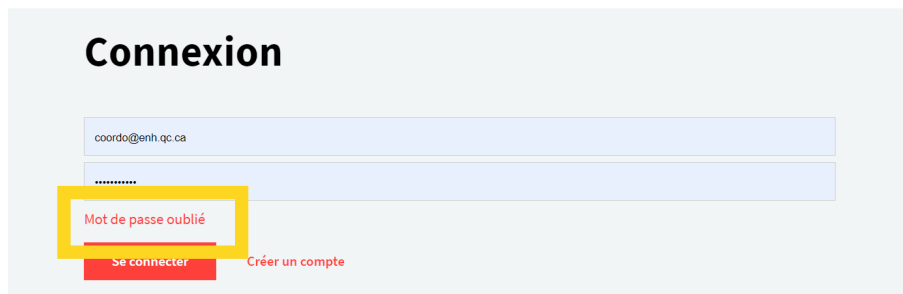 Connexion
coordo@enh.qc.ca
•••••••••••
Mot de passe oublié
Se connecter
Créer un compte